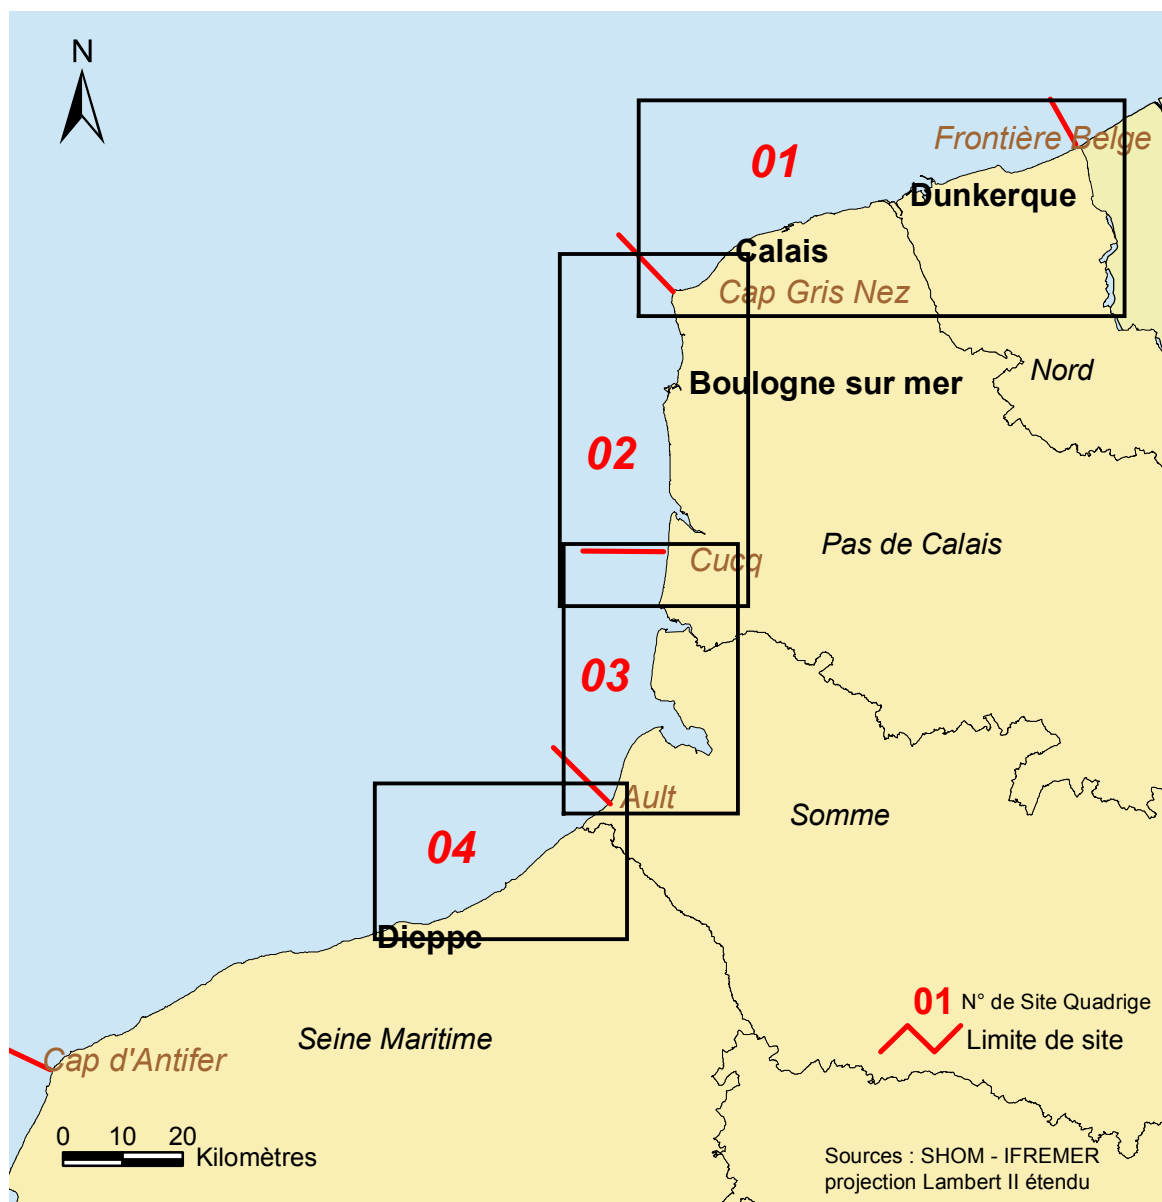 N
Frontière Belge
01
Dunkerque
Calais
Cap Gris Nez
Nord
Boulogne sur mer
02
Pas de Calais
Cucq
03
Ault
Somme
04
Dieppe
01 N° de Site Quadrige
Seine Maritime
Limite de site
Cap d'Antifer
0 10 20
Kilomètres
Sources : SHOM - IFREMER
projection Lambert II étendu